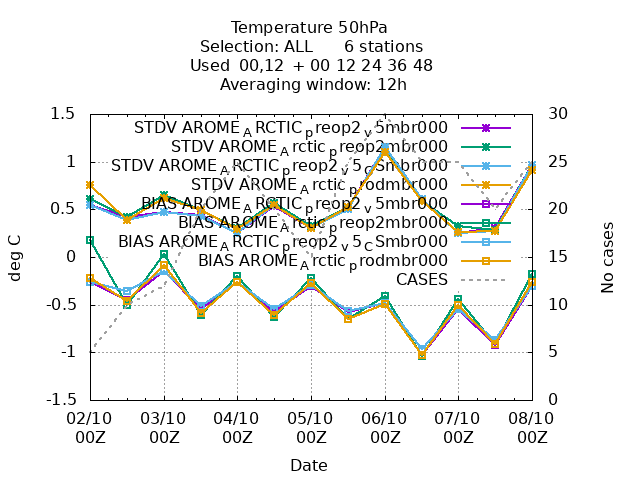 Temperature 50hPa
Selection: ALL 6 stations
Used 00,12 + 00 12 24 36 48
Averaging window: 12h
1.5
1
0.5
0
-0.5
-1
-1.5
deg C
30
25
20
15
10
5
0
No cases
STDV AROME_ARCTIC_preop2_v5mbr000
STDV AROME_Arctic_preop2mbr000
STDV AROME_ARCTIC_preop2_v5_CSmbr000
STDV AROME_Arctic_prodmbr000
BIAS AROME_ARCTIC_preop2_v5mbr000
BIAS AROME_Arctic_preop2mbr000
BIAS AROME_ARCTIC_preop2_v5_CSmbr000
BIAS AROME_Arctic_prodmbr000
CASES
02/10 03/10 04/10 05/10 06/10 07/10 08/10
00Z 00Z 00Z 00Z 00Z 00Z 00Z
Date